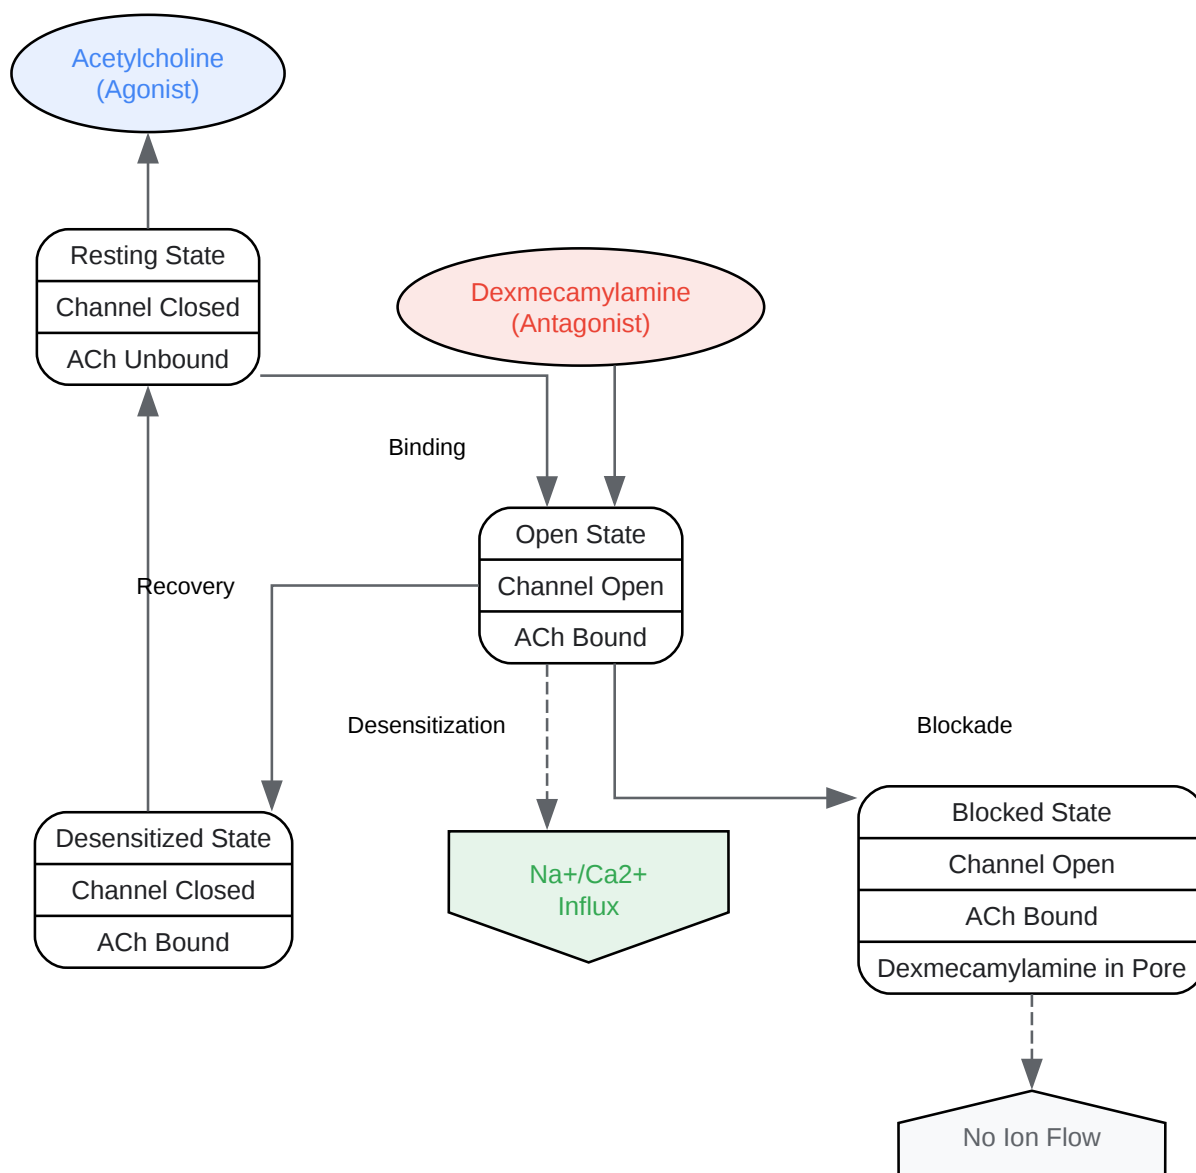 Acetylcholine
(Agonist)
Resting State
Channel Closed
ACh Unbound
Dexmecamylamine
(Antagonist)
Binding
Open State
Channel Open
ACh Bound
Recovery
Desensitization
Blockade
Desensitized State
Channel Closed
ACh Bound
Na+/Ca2+
Influx
Blocked State
Channel Open
ACh Bound
Dexmecamylamine in Pore
No Ion Flow